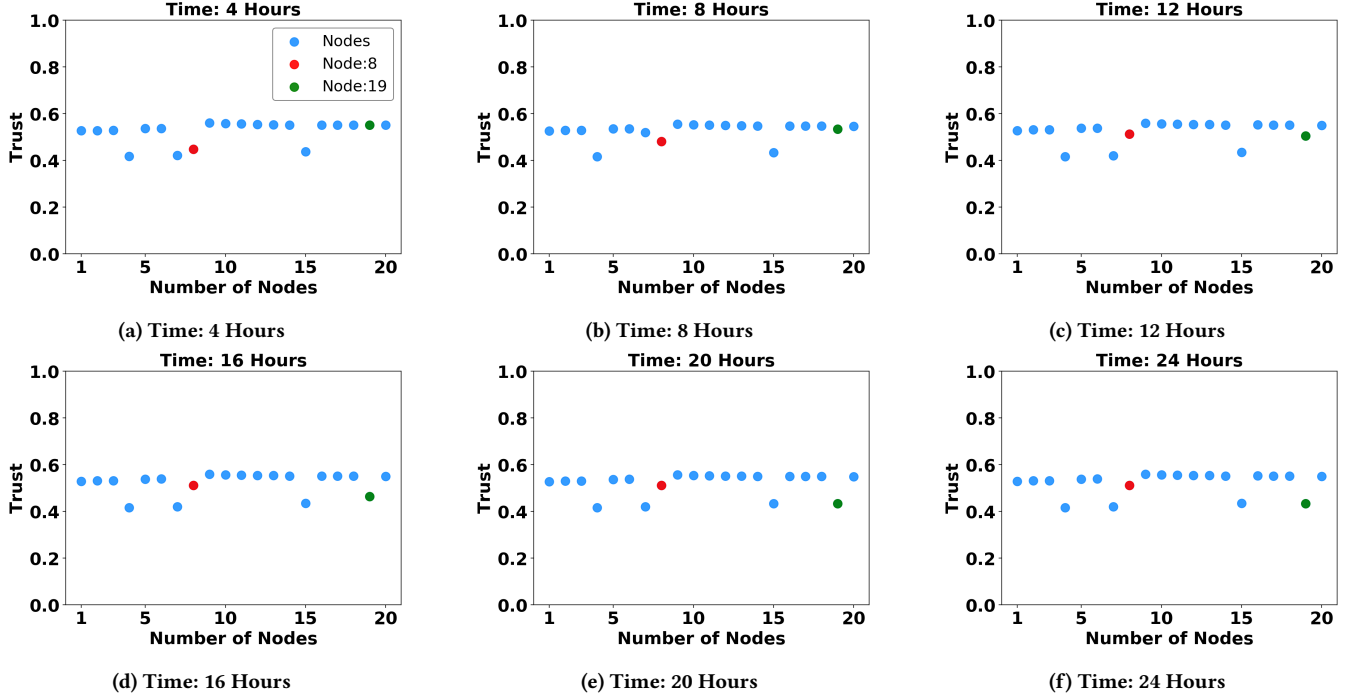 Time: 4 Hours
Trust
1.0
0.8
0.6
0.4
0.2
0.0
Nodes
Node:8
Node:19
1 5 10 15 20
Number of Nodes
(a) Time: 4 Hours
Time: 8 Hours
Trust
1.0
0.8
0.6
0.4
0.2
0.0
1 5 10 15 20
Number of Nodes
(b) Time: 8 Hours
Time: 12 Hours
Trust
1.0
0.8
0.6
0.4
0.2
0.0
1 5 10 15 20
Number of Nodes
(c) Time: 12 Hours
Time: 16 Hours
Trust
1.0
0.8
0.6
0.4
0.2
0.0
1 5 10 15 20
Number of Nodes
(d) Time: 16 Hours
Time: 20 Hours
Trust
1.0
0.8
0.6
0.4
0.2
0.0
1 5 10 15 20
Number of Nodes
(e) Time: 20 Hours
Time: 24 Hours
Trust
1.0
0.8
0.6
0.4
0.2
0.0
1 5 10 15 20
Number of Nodes
(f) Time: 24 Hours